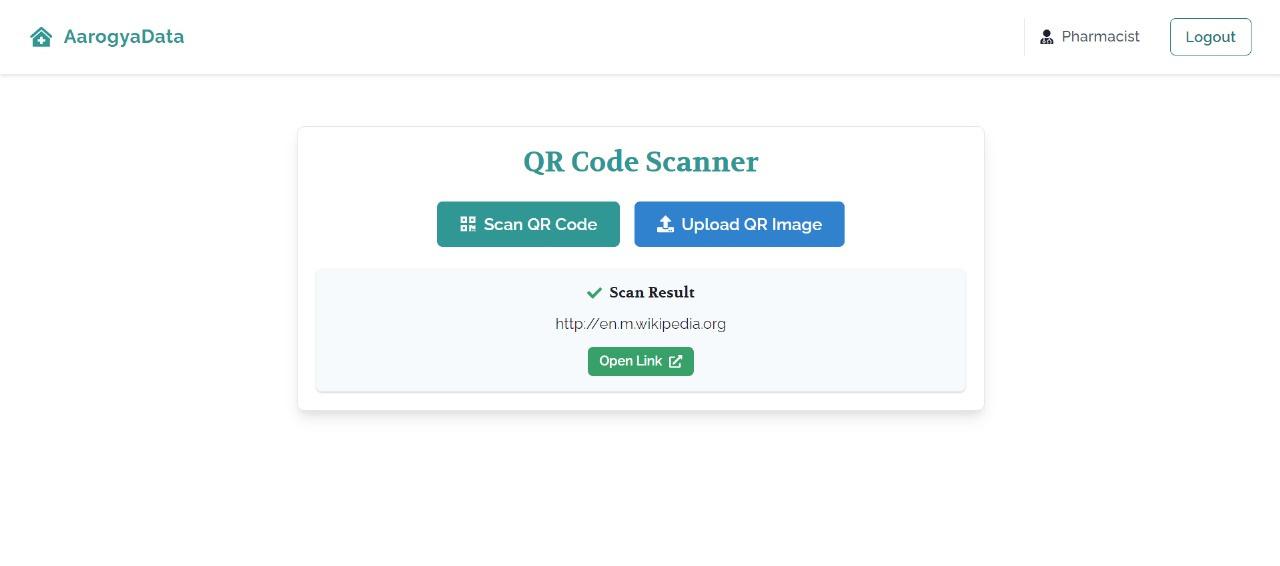 AarogyaData
Pharmacist
Logout
QR Code Scanner
Scan QR Code
Upload QR Image
Scan Result
http://en.m.wikipedia.org
Open Link